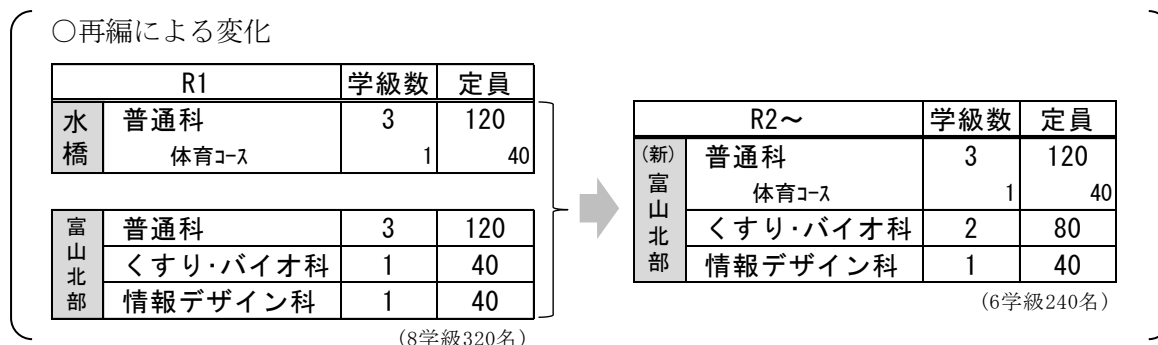 ○再編による変化
R1 学級数 定員
水橋 普通科 3 120
体育コース 1 40
富山北部 普通科 3 120
くすり・バイオ科 1 40
情報デザイン科 1 40
(8学級320名)
R2～ 学級数 定員
(新)富山北部 普通科 3 120
体育コース 1 40
くすり・バイオ科 2 80
情報デザイン科 1 40
(6学級240名)